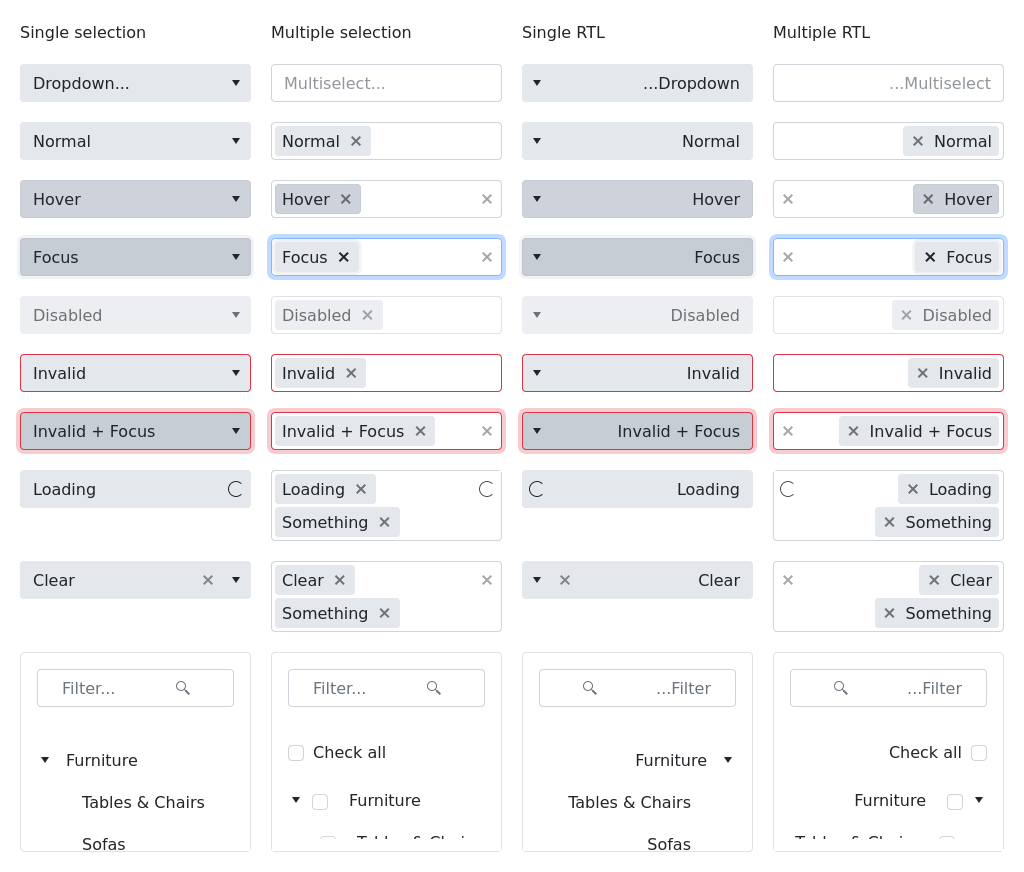 Single selection Multiple selection Single RTL Multiple RTL
Dropdown... Multiselect... ...Dropdown ...Multiselect
Normal Normal Normal Normal
Hover Hover Hover Hover
Focus Focus Focus Focus
Disabled Disabled Disabled Disabled
Invalid Invalid Invalid Invalid
Invalid + Focus Invalid + Focus Invalid + Focus Invalid + Focus
Loading Loading Loading Loading
Something Something
Clear Clear Clear Clear
Something Something
Filter... Filter... ...Filter ...Filter
Check all Check all
Furniture Furniture
Furniture Furniture
Tables & Chairs Tables & Chairs
Sofas Sofas